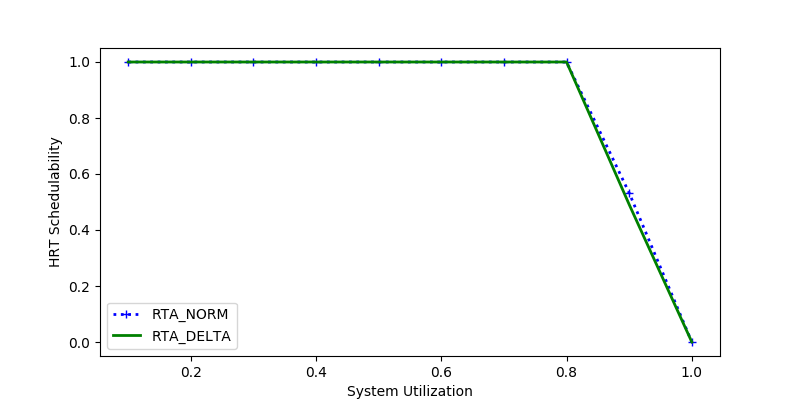 1.0
0.8
0.6
0.4
0.2
0.0
HRT Schedulability
RTA_NORM
RTA_DELTA
0.2 0.4 0.6 0.8 1.0
System Utilization